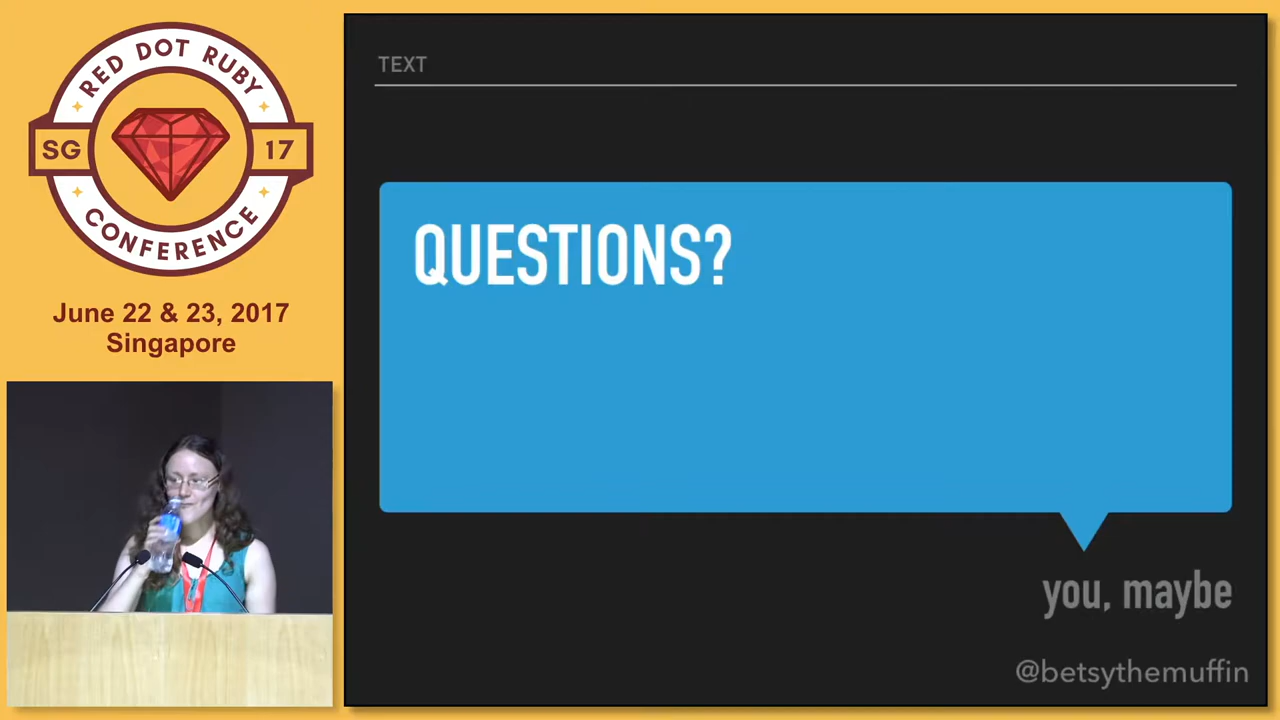 RED DOT RUBY
SG 17
CONFERENCE
June 22 & 23, 2017
Singapore
TEXT
QUESTIONS?
you, maybe
@betsythemuffin